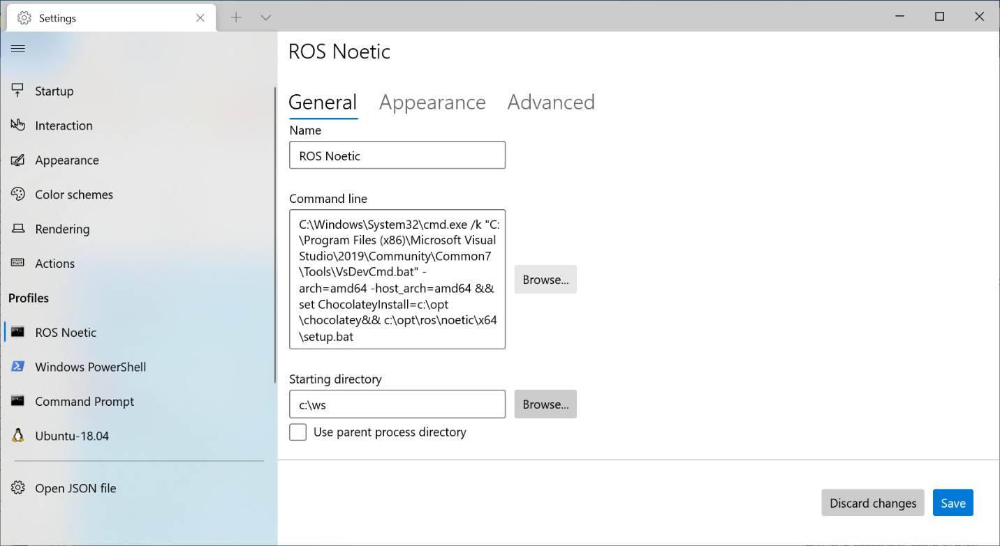 Settings
Startup
Interaction
Appearance
Color schemes
Rendering
Actions
Profiles
ROS Noetic
Windows PowerShell
Command Prompt
Ubuntu-18.04
Open JSON file
ROS Noetic
General Appearance Advanced
Name
ROS Noetic
Command line
C:\Windows\System32\cmd.exe /k "C:
\Program Files (x86)\Microsoft Visual
Studio\2019\Community\Common7
\Tools\VsDevCmd.bat" -
arch=amd64 -host_arch=amd64 &&
set ChocolateyInstall=c:\opt
\chocolatey&& c:\opt\ros\noetic\x64
\setup.bat
Browse...
Starting directory
c:\ws
Browse...
Use parent process directory
Discard changes
Save